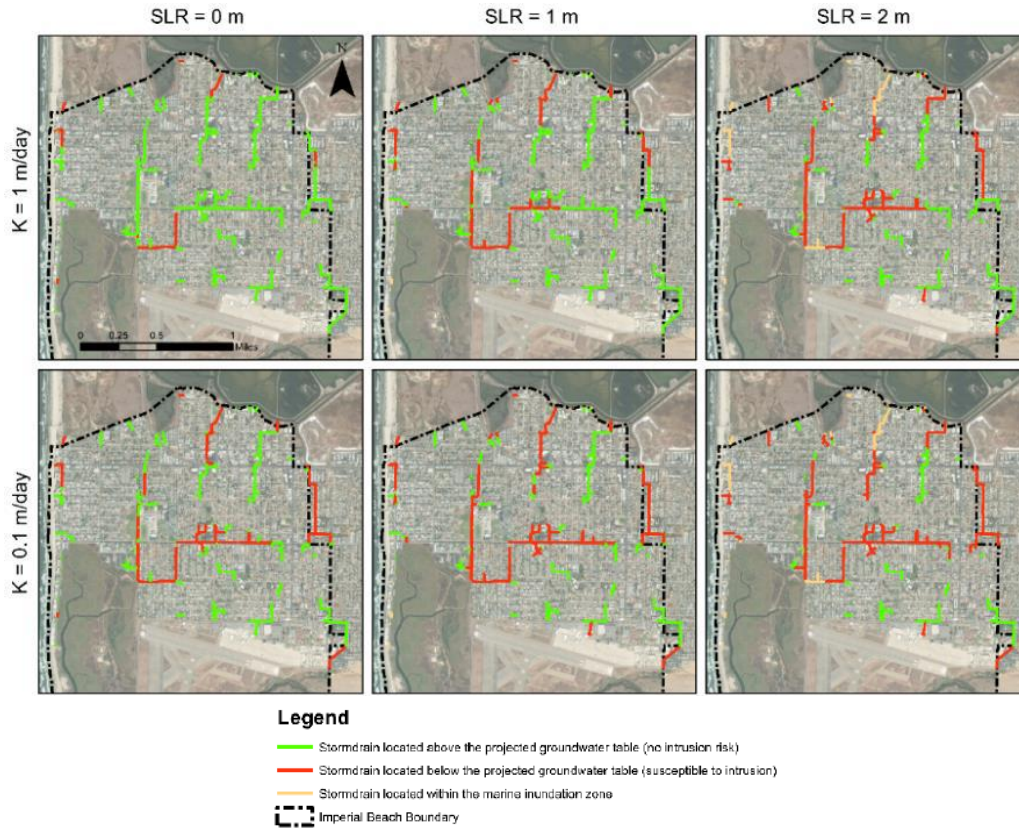 SLR = 0 m
SLR = 1 m
SLR = 2 m
K = 1 m/day
N
0 0.25 0.5 1
Miles
K = 0.1 m/day
Legend
Stormdrain located above the projected groundwater table (no intrusion risk)
Stormdrain located below the projected groundwater table (susceptible to intrusion)
Stormdrain located within the marine inundation zone
Imperial Beach Boundary